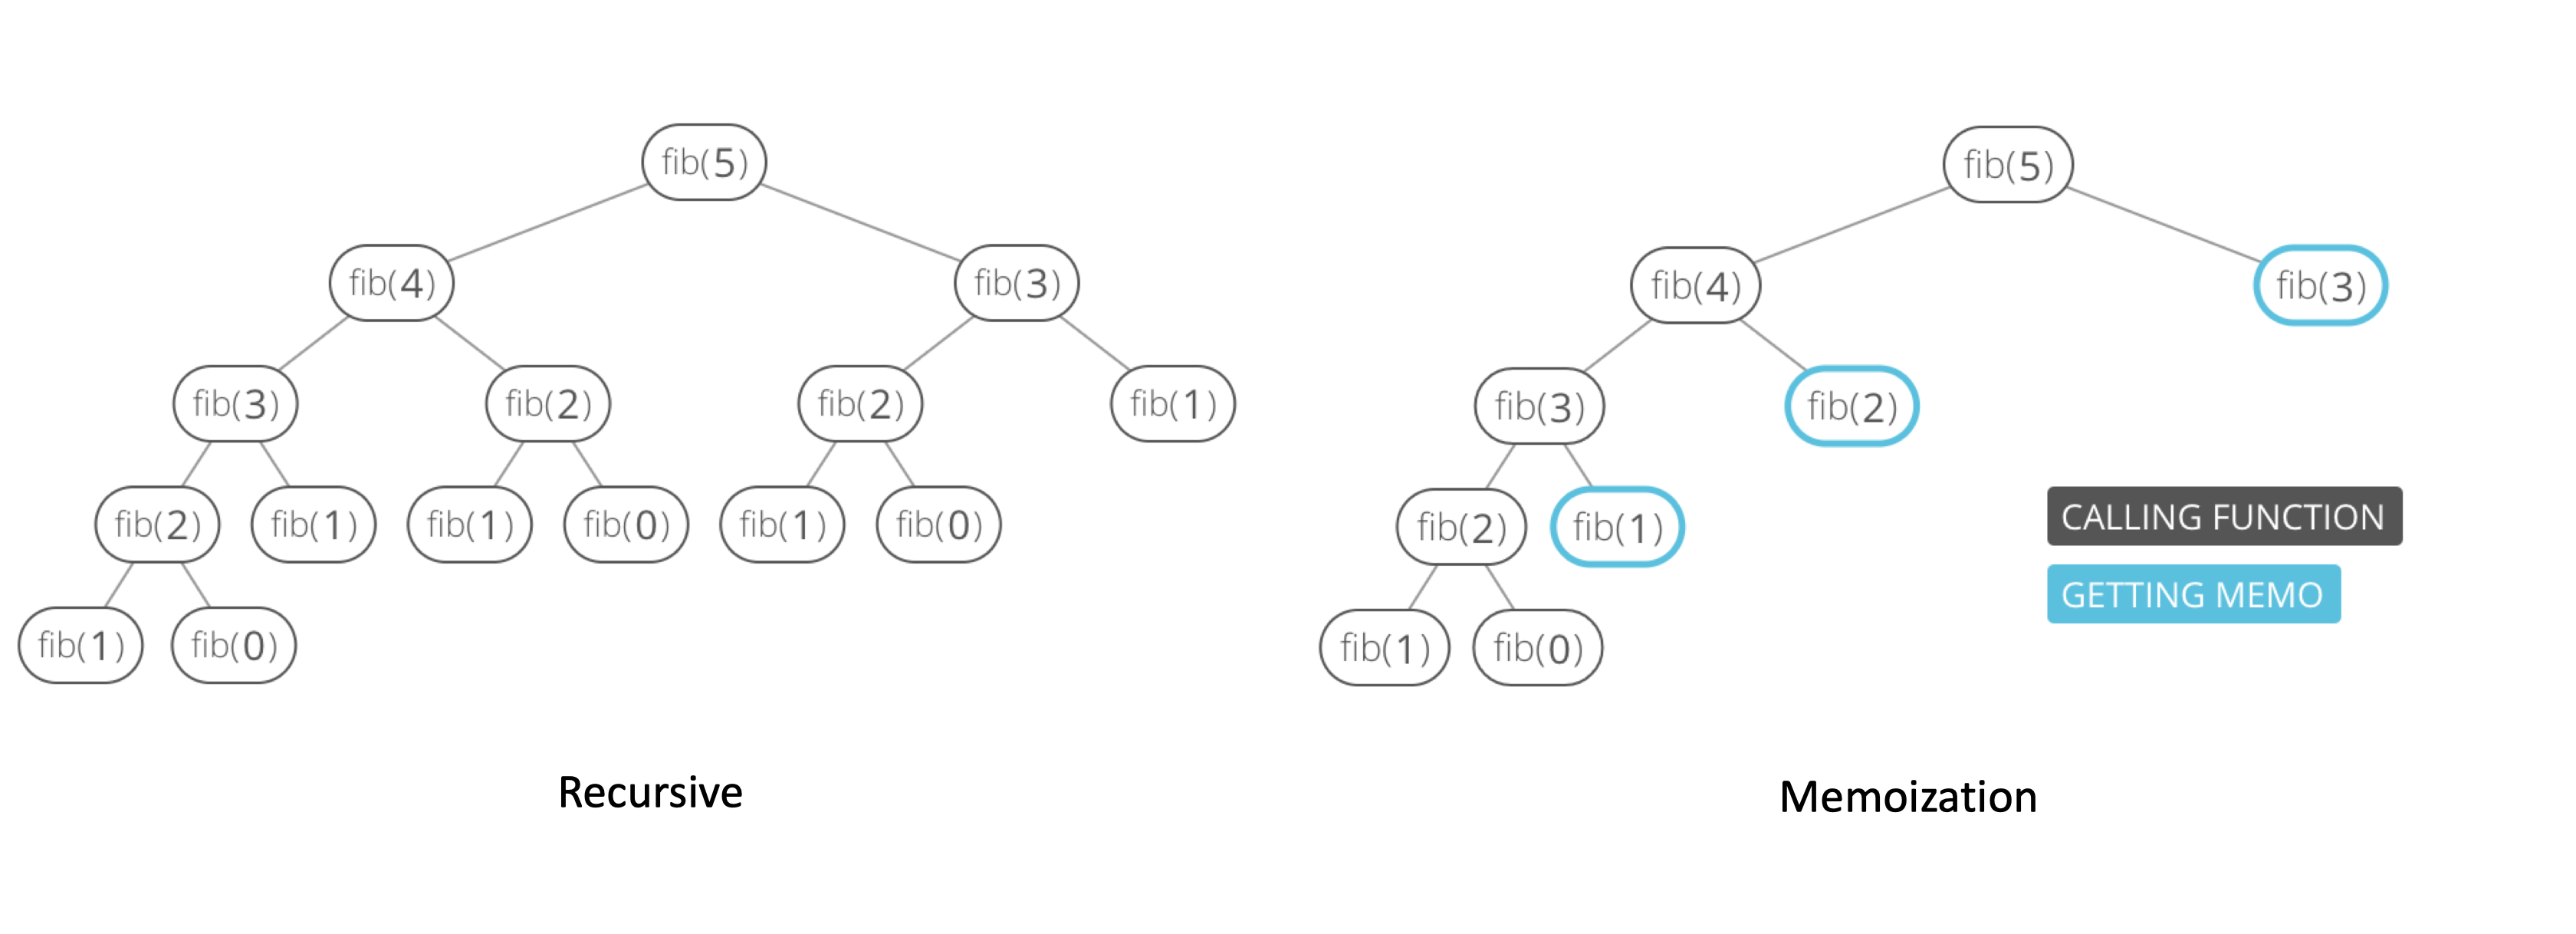 fib(5)
fib(4) fib(3)
fib(3) fib(2) fib(2) fib(1)
fib(2) fib(1) fib(1) fib(0) fib(1) fib(0)
fib(1) fib(0)
Recursive
fib(5)
fib(4) fib(3)
fib(3) fib(2)
fib(2) fib(1)
fib(1) fib(0)
CALLING FUNCTION
GETTING MEMO
Memoization